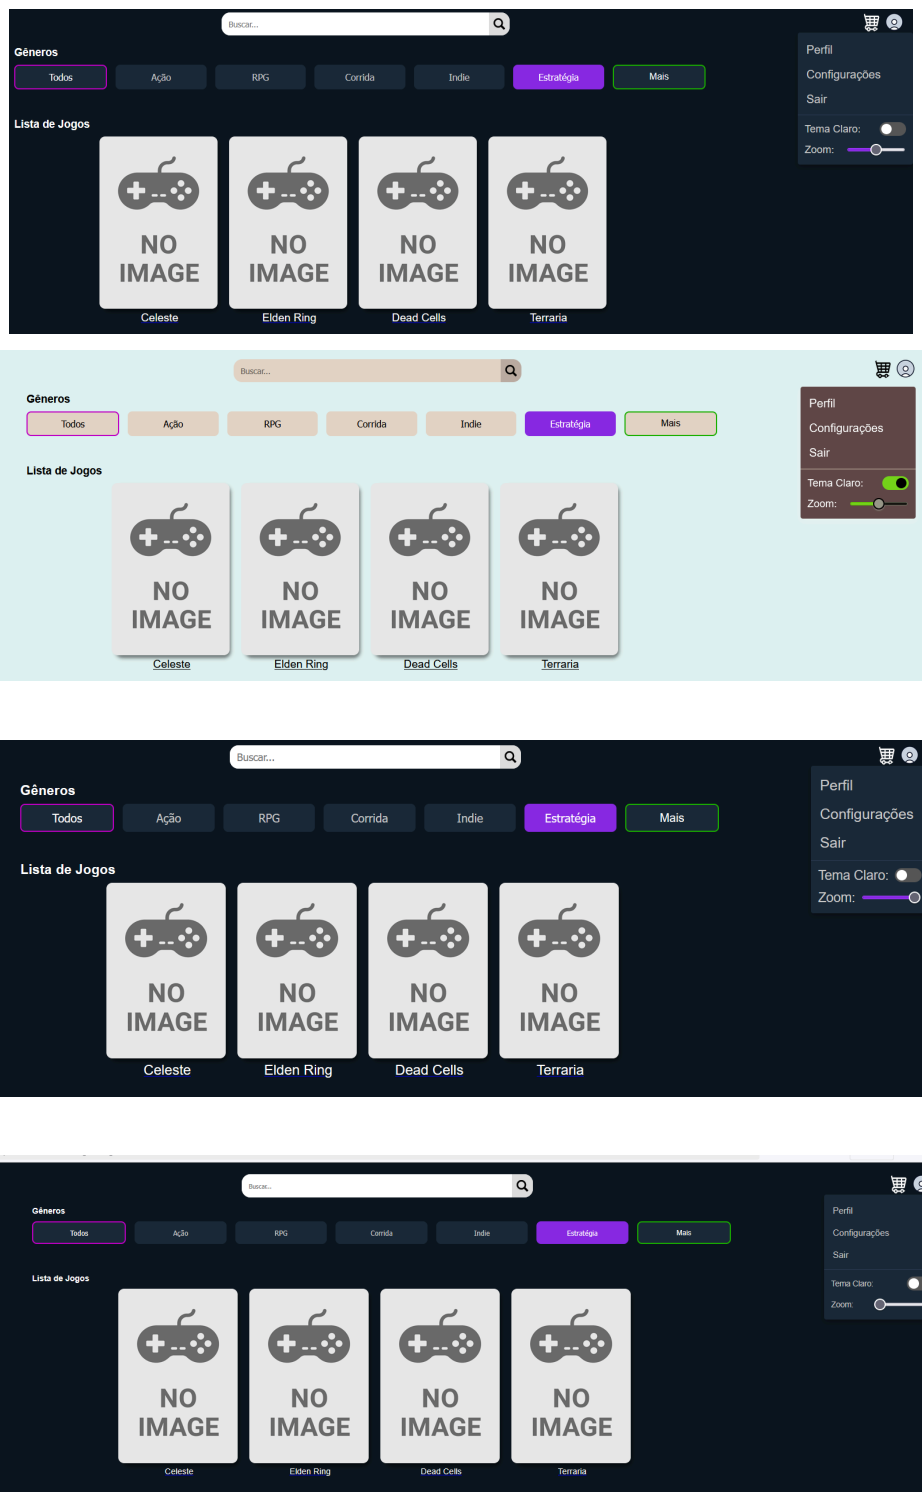 Buscar...
Gêneros
Todos Ação RPG Corrida Indie Estratégia Mais
Perfil
Configurações
Sair
Tema Claro:
Zoom:
Lista de Jogos
NO IMAGE NO IMAGE NO IMAGE NO IMAGE
Celeste Elden Ring Dead Cells Terraria
Buscar...
Gêneros
Todos Ação RPG Corrida Indie Estratégia Mais
Perfil
Configurações
Sair
Tema Claro:
Zoom:
Lista de Jogos
NO IMAGE NO IMAGE NO IMAGE NO IMAGE
Celeste Elden Ring Dead Cells Terraria
Buscar...
Gêneros
Todos Ação RPG Corrida Indie Estratégia Mais
Perfil
Configurações
Sair
Tema Claro:
Zoom:
Lista de Jogos
NO IMAGE NO IMAGE NO IMAGE NO IMAGE
Celeste Elden Ring Dead Cells Terraria
Buscar...
Gêneros
Todos Ação RPG Corrida Indie Estratégia Mais
Perfil
Configurações
Sair
Tema Claro:
Zoom:
Lista de Jogos
NO IMAGE NO IMAGE NO IMAGE NO IMAGE
Celeste Elden Ring Dead Cells Terraria